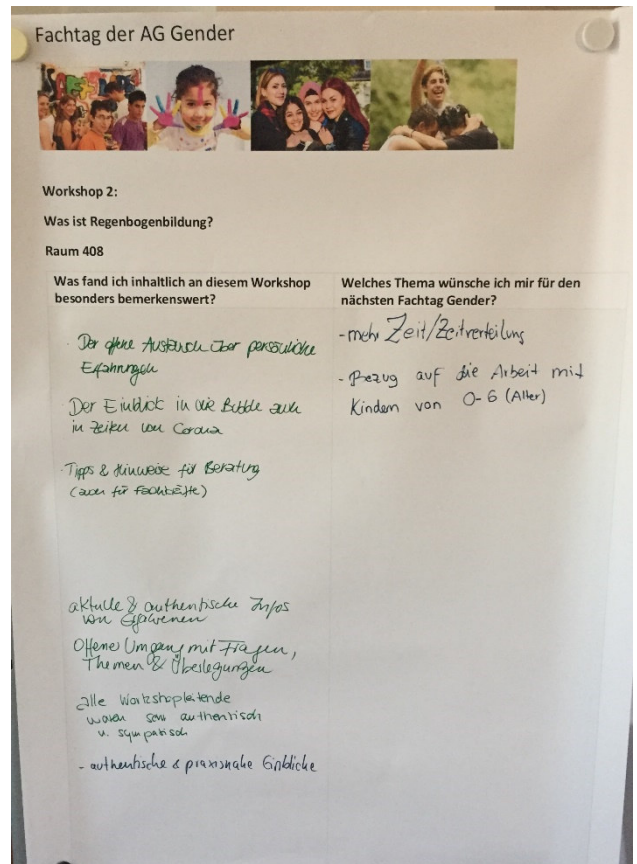 Fachtag der AG Gender
Workshop 2:
Was ist Regenbogenbildung?
Raum 408
Was fand ich inhaltlich an diesem Workshop
besonders bemerkenswert?
· Der offene Austausch über persönliche
Erfahrungen
Der Einblick in die Bubble auch
in Zeiten von Corona
· Tipps & Hinweise für Beratung
(auch für Fachkräfte)
aktuelle & authentische Infos
von Erfahrenen
Offener Umgang mit Fragen,
Themen & Überlegungen
alle Workshopleitende
waren sehr authentisch
u. sympatisch
- authentische & praxisnahe Einblicke
Welches Thema wünsche ich mir für den
nächsten Fachtag Gender?
- mehr Zeit/Zeitverteilung
- Bezug auf die Arbeit mit
Kindern von 0-6 (Alter)